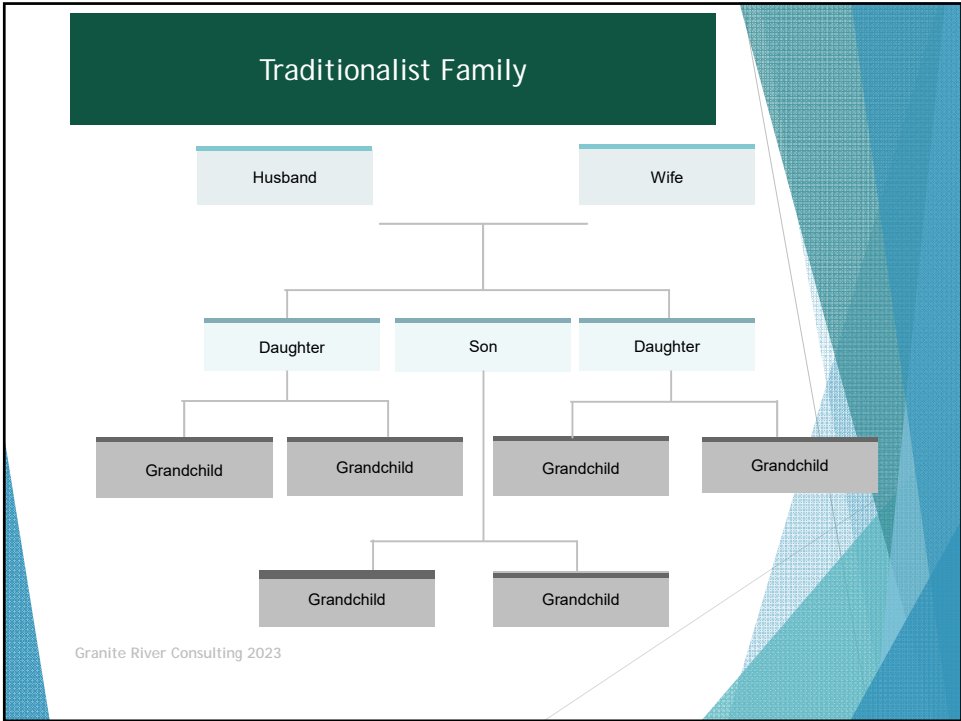 Traditionalist Family
Husband
Wife
Daughter
Son
Daughter
Grandchild
Grandchild
Grandchild
Grandchild
Grandchild
Grandchild
Granite River Consulting 2023